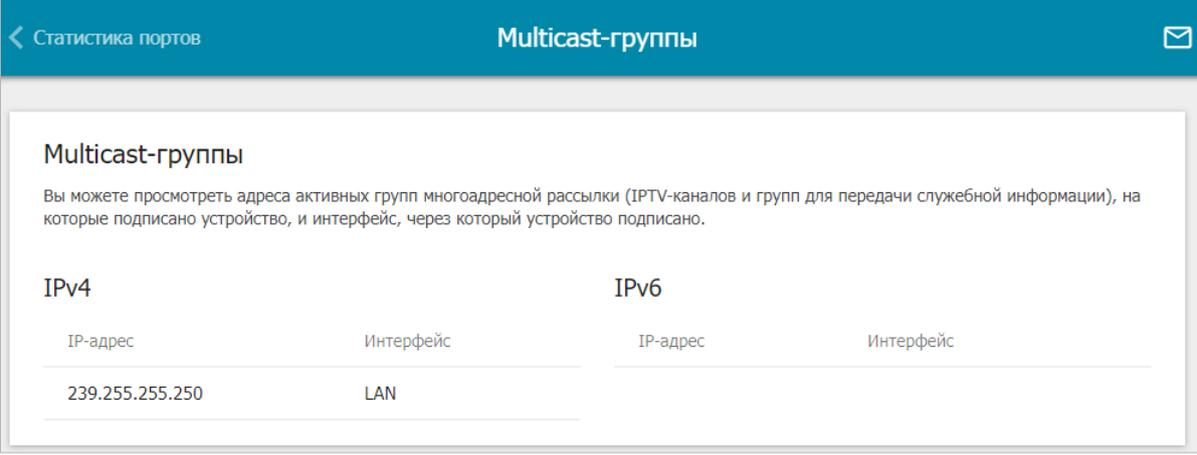 Статистика портов
Multicast-группы
Multicast-группы
Вы можете просмотреть адреса активных групп многоадресной рассылки (IPTV-каналов и групп для передачи служебной информации), на
которые подписано устройство, и интерфейс, через который устройство подписано.
IPv4
IP-адрес Интерфейс
239.255.255.250 LAN
IPv6
IP-адрес Интерфейс